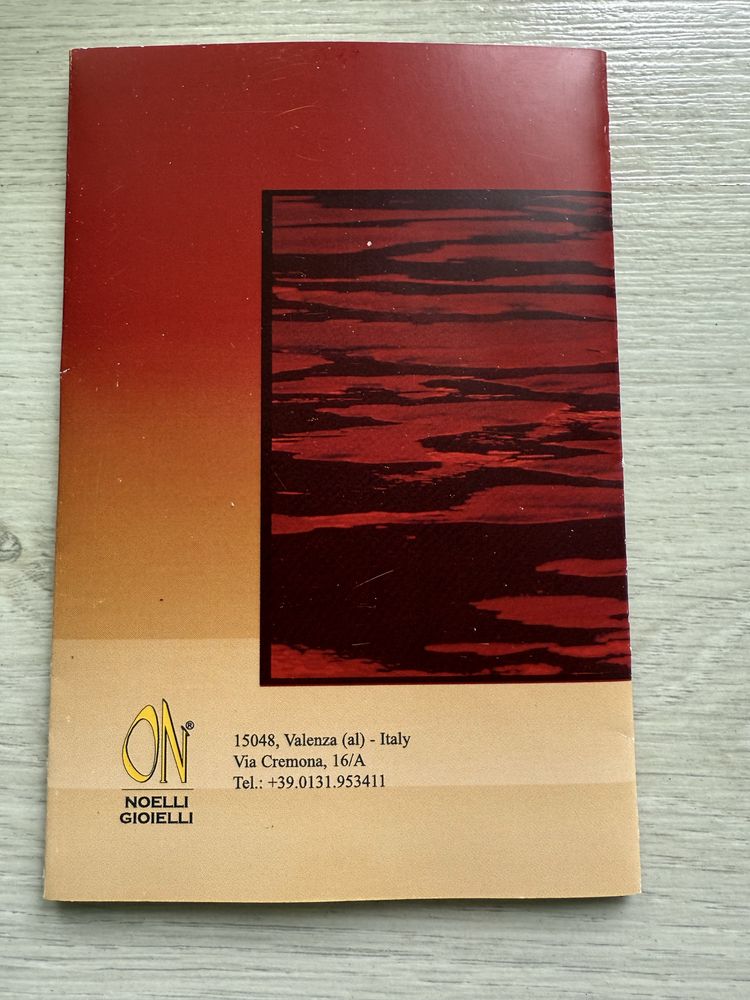 ON®
NOELLI
GIOIELLI
15048, Valenza (al) - Italy
Via Cremona, 16/A
Tel.: +39.0131.953411